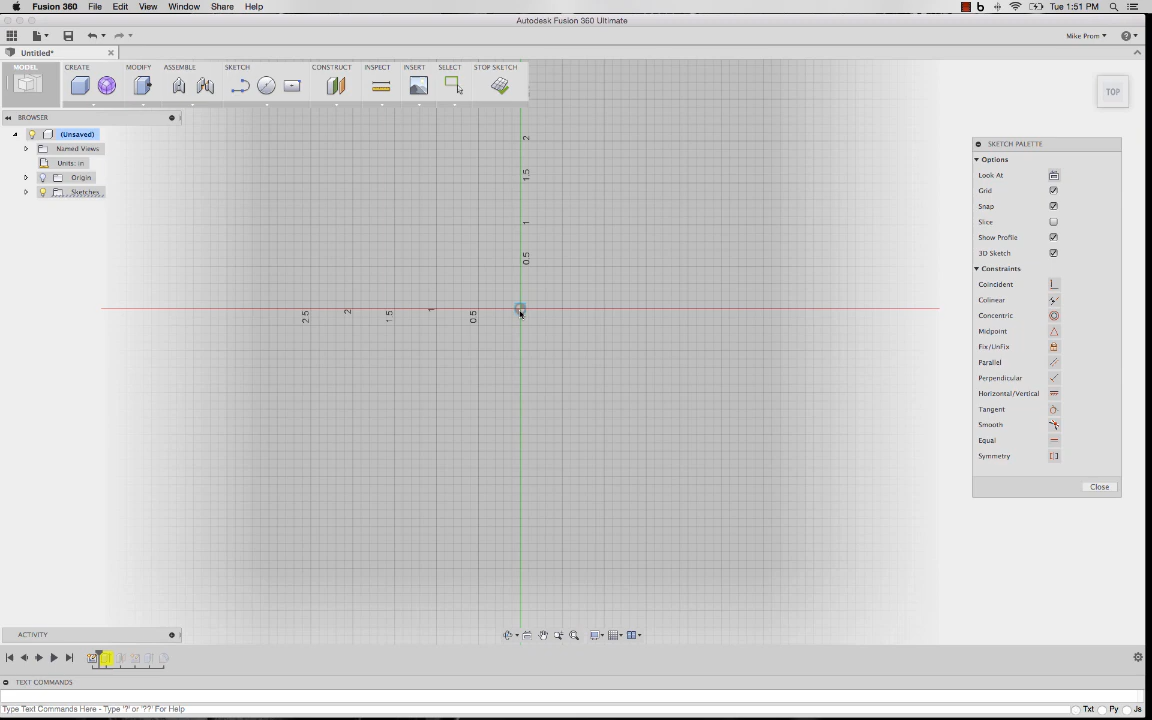 Fusion 360 File Edit View Window Share Help Tue 1:51 PM
Autodesk Fusion 360 Ultimate
Mike Prom
Untitled*
MODEL CREATE MODIFY ASSEMBLE SKETCH CONSTRUCT INSPECT INSERT SELECT STOP SKETCH
TOP
BROWSER
(Unsaved)
Named Views
Units: in
Origin
Sketches
2
1.5
1
0.5
2.5 2 1.5 1 0.5
SKETCH PALETTE
Options
Look At
Grid
Snap
Slice
Show Profile
3D Sketch
Constraints
Coincident
Colinear
Concentric
Midpoint
Fix/UnFix
Parallel
Perpendicular
Horizontal/Vertical
Tangent
Smooth
Equal
Symmetry
Close
ACTIVITY
TEXT COMMANDS
Type Text Commands Here - Type '?' or '??' For Help
Txt Py Js